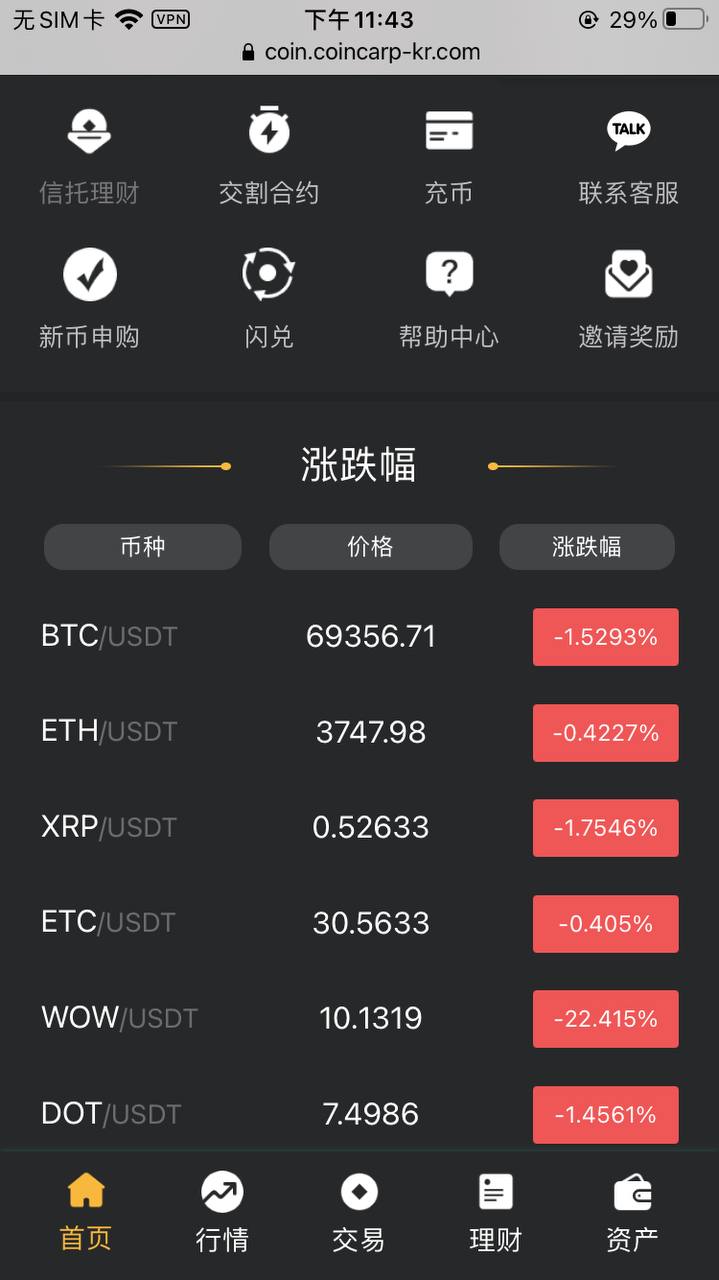 无SIM卡 VPN 下午11:43 29%
coin.coincarp-kr.com
TALK
信托理财 交割合约 充币 联系客服
?
新币申购 闪兑 帮助中心 邀请奖励
涨跌幅
币种 价格 涨跌幅
BTC/USDT 69356.71 -1.5293%
ETH/USDT 3747.98 -0.4227%
XRP/USDT 0.52633 -1.7546%
ETC/USDT 30.5633 -0.405%
WOW/USDT 10.1319 -22.415%
DOT/USDT 7.4986 -1.4561%
首页 行情 交易 理财 资产